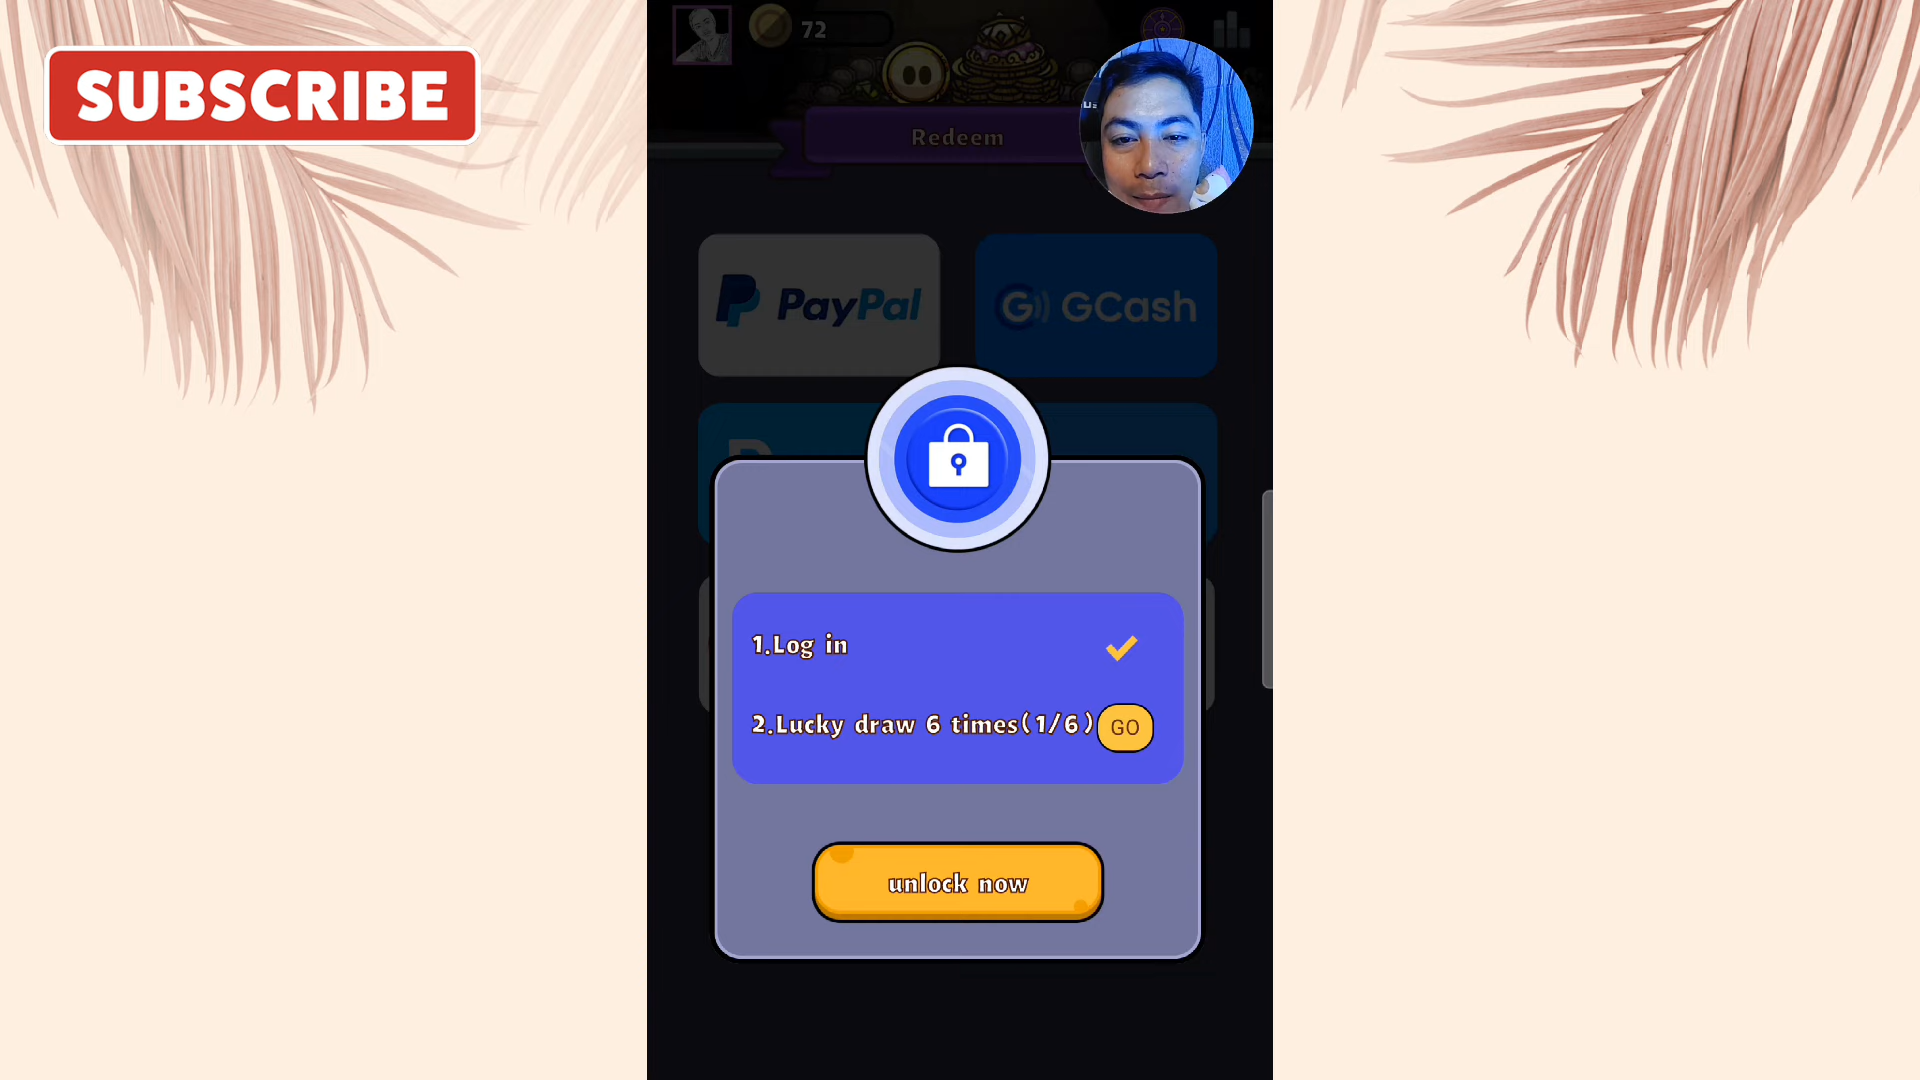 SUBSCRIBE
72
Redeem
PayPal
GCash
1.Log in
2.Lucky draw 6 times(1/6)
GO
unlock now